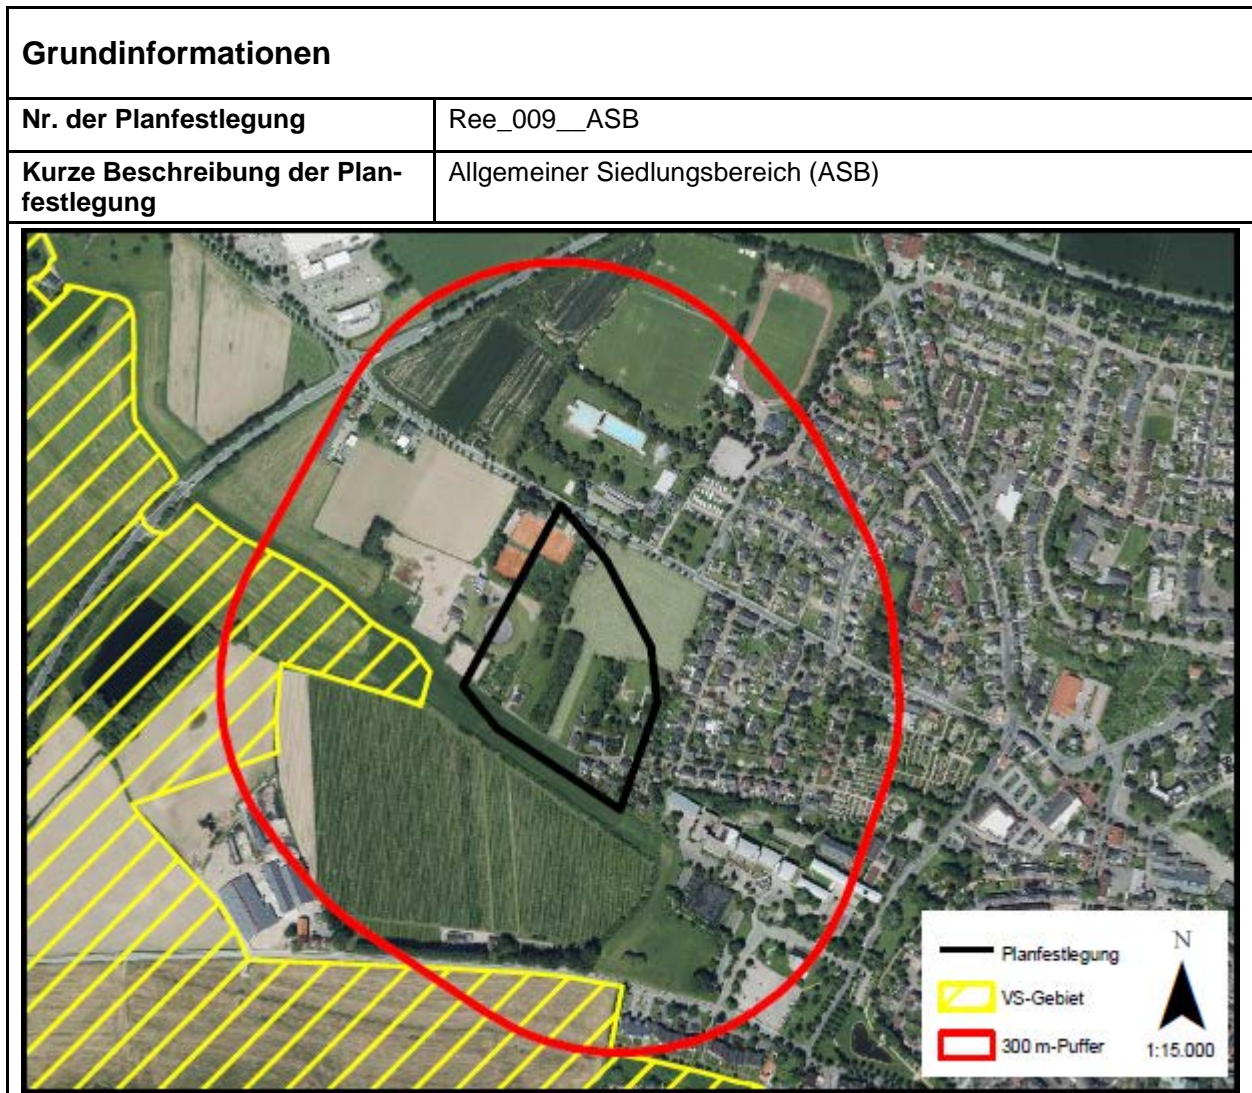 Grundinformationen
Nr. der Planfestlegung
Ree_009__ASB
Kurze Beschreibung der Plan-
festlegung
Allgemeiner Siedlungsbereich (ASB)
Planfestlegung
VS-Gebiet
300 m-Puffer
N
1:15.000